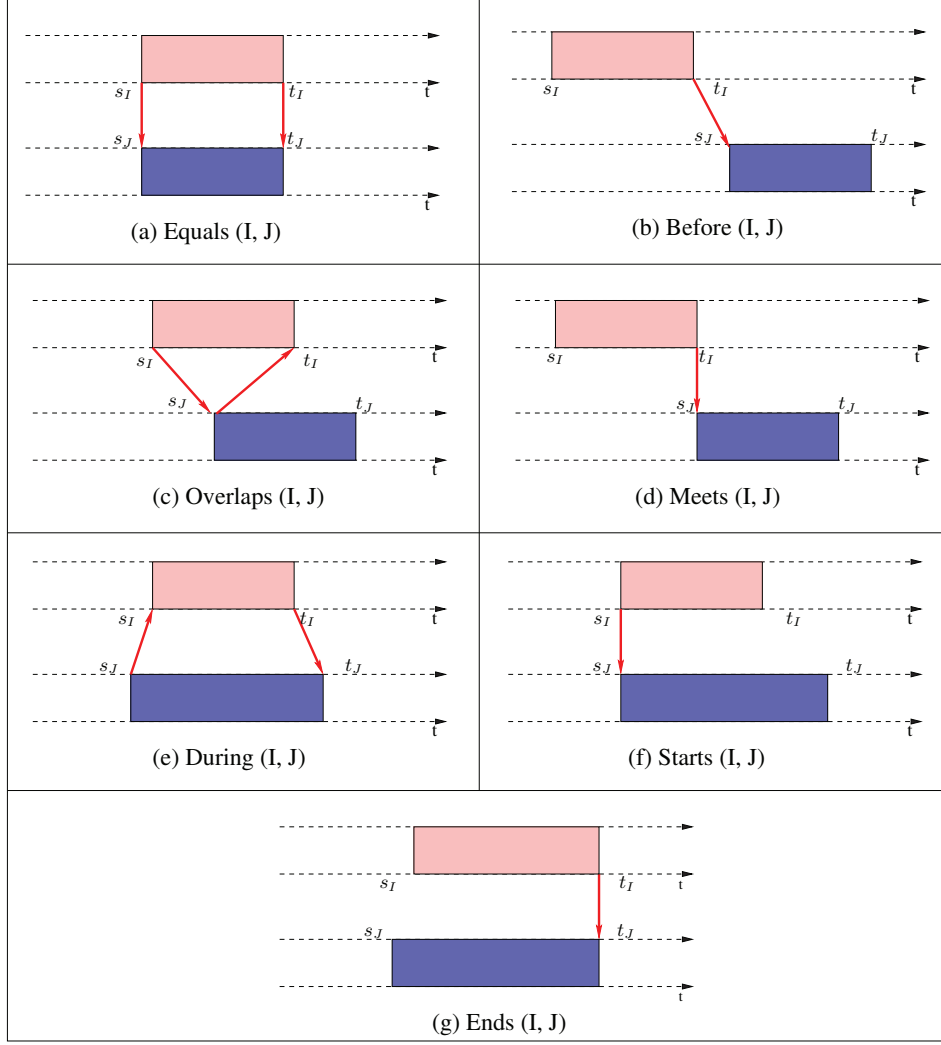 s_I t_I t
s_J t_J
t
(a) Equals (I, J)
s_I t_I t
s_J t_J
t
(b) Before (I, J)
s_I t_I t
s_J t_J
t
(c) Overlaps (I, J)
s_I t_I t
s_J t_J
t
(d) Meets (I, J)
s_I t_I t
s_J t_J
t
(e) During (I, J)
s_I t_I t
s_J t_J
t
(f) Starts (I, J)
s_I t_I t
s_J t_J
t
(g) Ends (I, J)